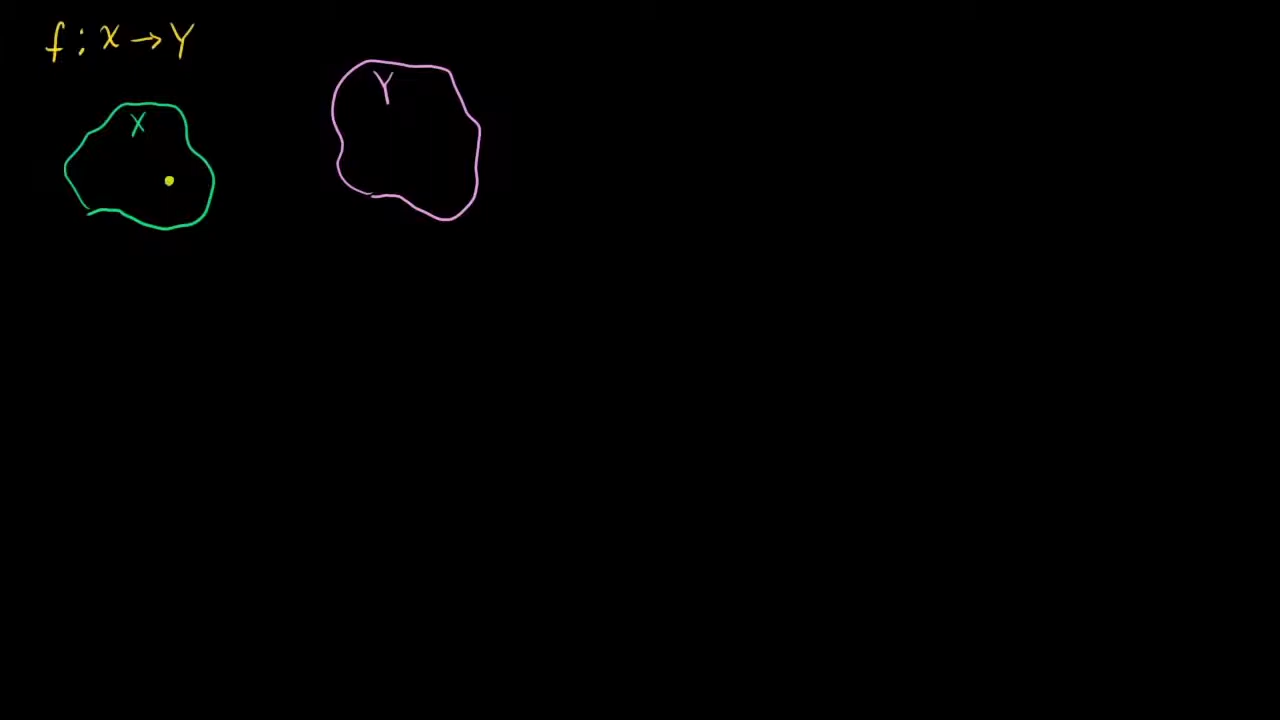 f : X → Y
X
Y